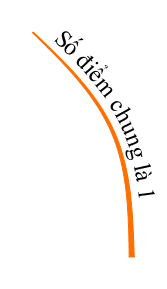 Số điểm chung là 1